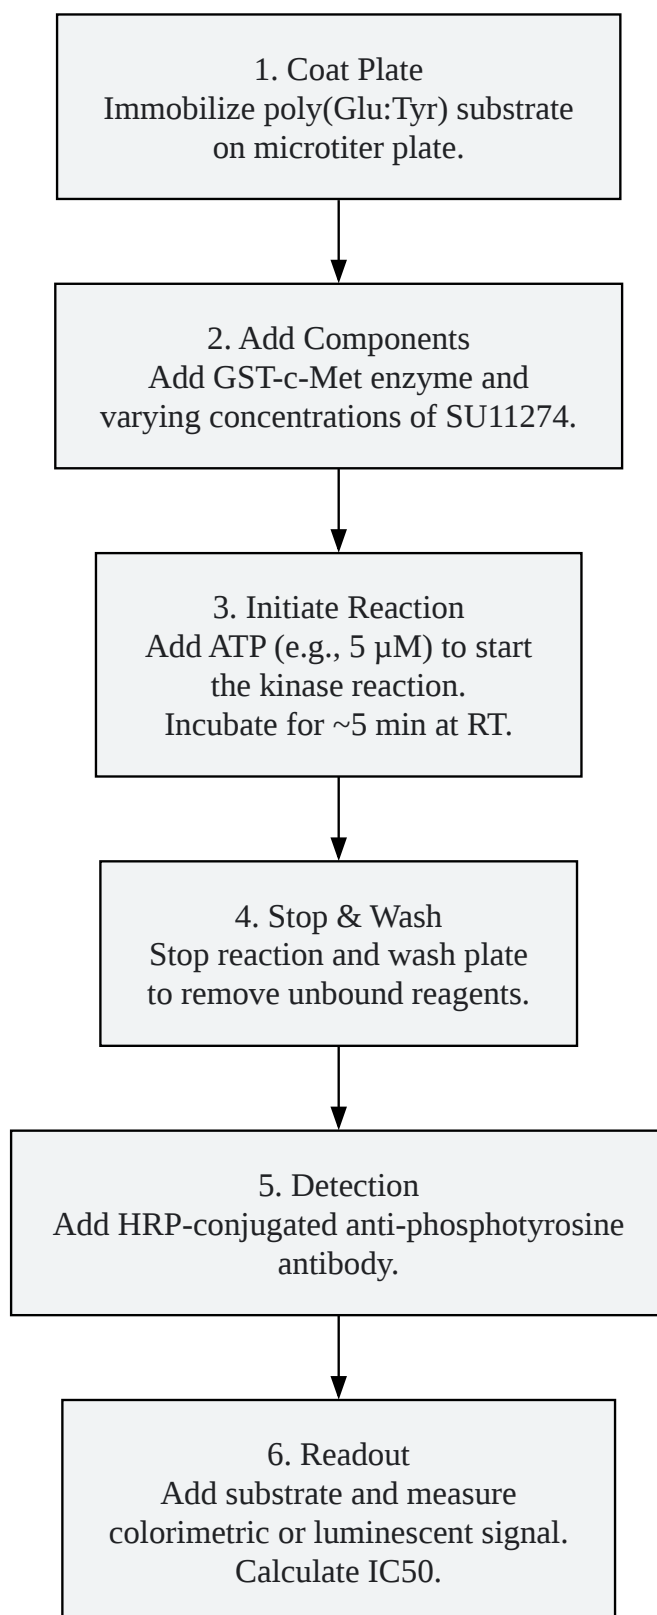 1. Coat Plate
Immobilize poly(Glu:Tyr) substrate
on microtiter plate.
2. Add Components
Add GST-c-Met enzyme and
varying concentrations of SU11274.
3. Initiate Reaction
Add ATP (e.g., 5 µM) to start
the kinase reaction.
Incubate for ~5 min at RT.
4. Stop & Wash
Stop reaction and wash plate
to remove unbound reagents.
5. Detection
Add HRP-conjugated anti-phosphotyrosine
antibody.
6. Readout
Add substrate and measure
colorimetric or luminescent signal.
Calculate IC50.